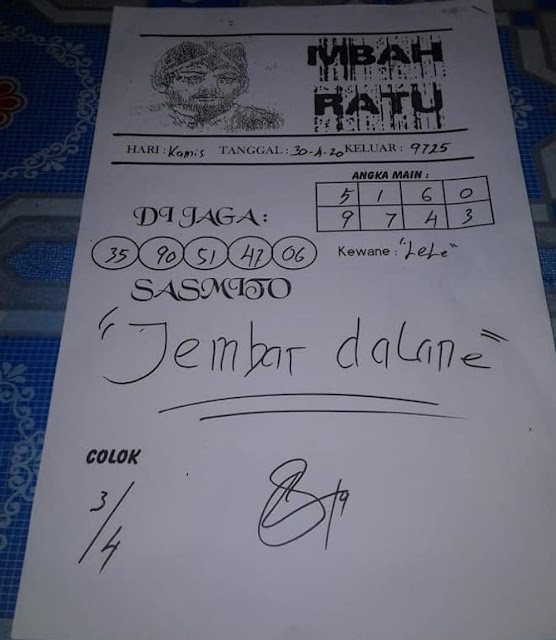 MBAH
RATU
HARI : Kamis TANGGAL : 30-4-20 KELUAR : 9725
ANGKA MAIN :
5 1 6 0
9 7 4 3
DI JAGA :
35 90 51 47 06
Kewane : "LeLe"
SASMITO
"Jembar daLane"
COLOK
3/4